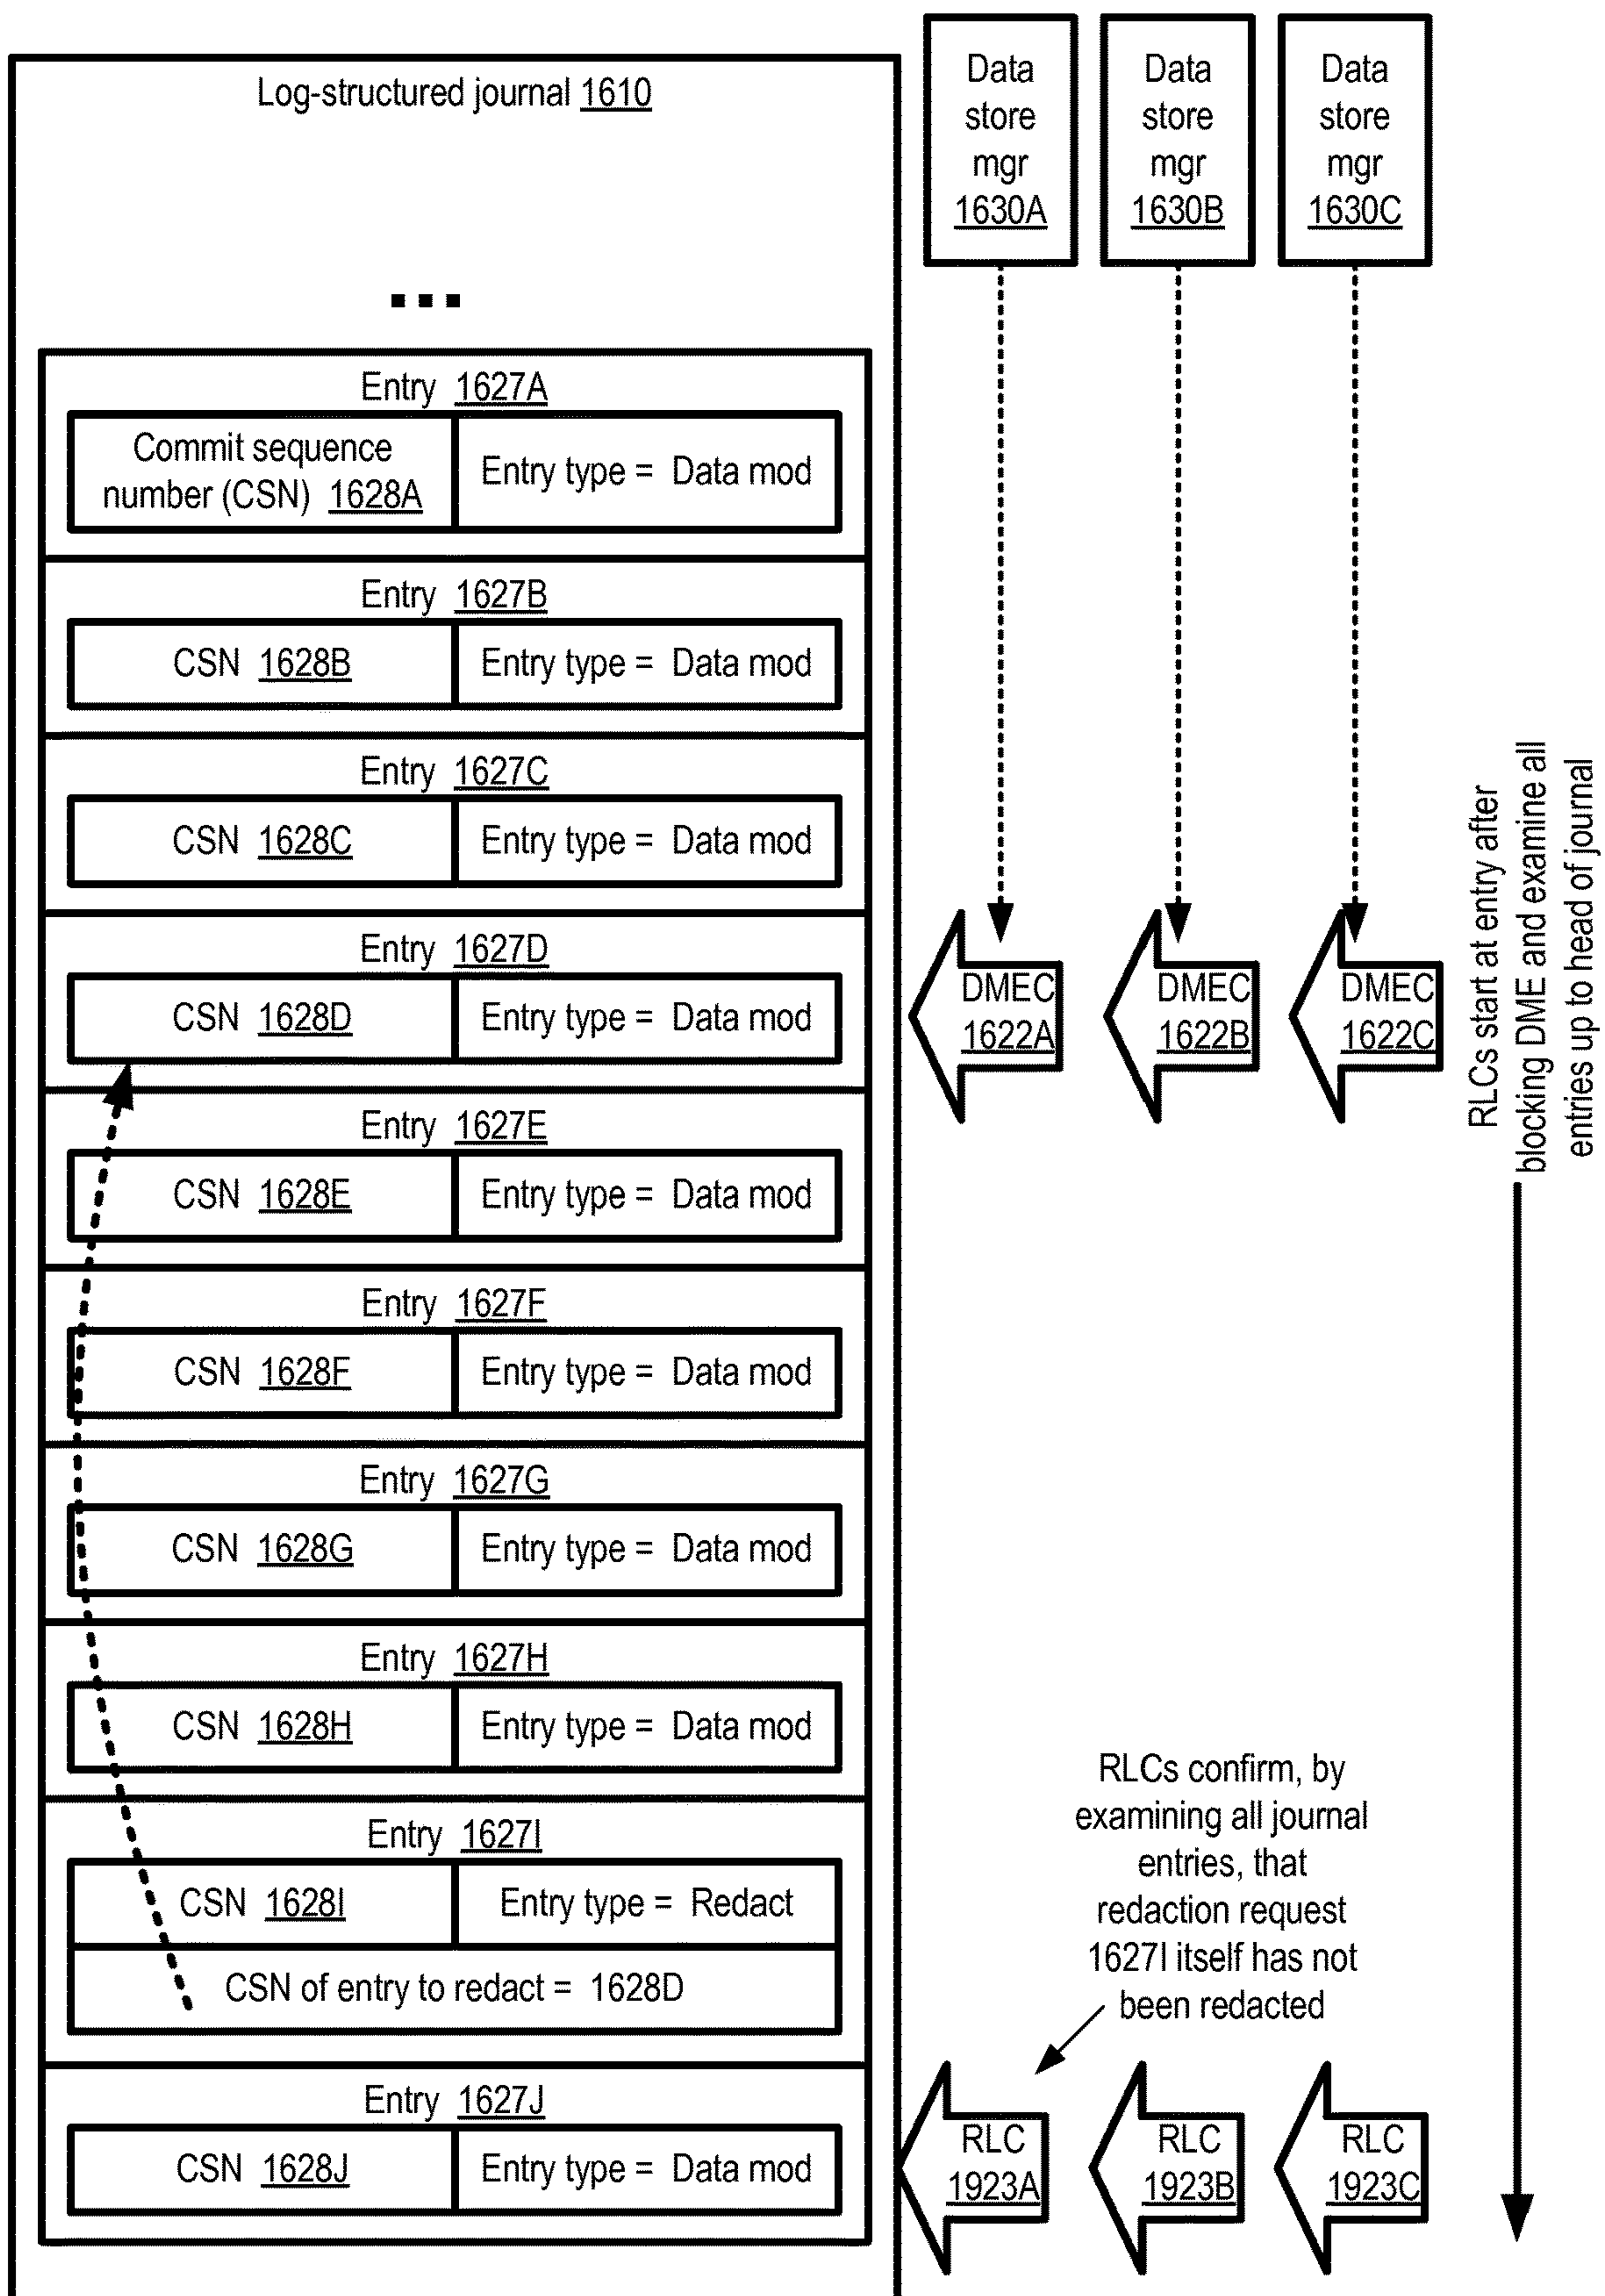 Log-structured journal 1610
...
Entry 1627A
Commit sequence
number (CSN) 1628A
Entry type = Data mod
Entry 1627B
CSN 1628B
Entry type = Data mod
Entry 1627C
CSN 1628C
Entry type = Data mod
Entry 1627D
CSN 1628D
Entry type = Data mod
Entry 1627E
CSN 1628E
Entry type = Data mod
Entry 1627F
CSN 1628F
Entry type = Data mod
Entry 1627G
CSN 1628G
Entry type = Data mod
Entry 1627H
CSN 1628H
Entry type = Data mod
Entry 1627I
CSN 1628I
Entry type = Redact
CSN of entry to redact = 1628D
Entry 1627J
CSN 1628J
Entry type = Data mod
Data
store
mgr
1630A
Data
store
mgr
1630B
Data
store
mgr
1630C
DMEC
1622A
DMEC
1622B
DMEC
1622C
RLCs start at entry after
blocking DME and examine all
entries up to head of journal
RLCs confirm, by
examining all journal
entries, that
redaction request
1627I itself has not
been redacted
RLC
1923A
RLC
1923B
RLC
1923C